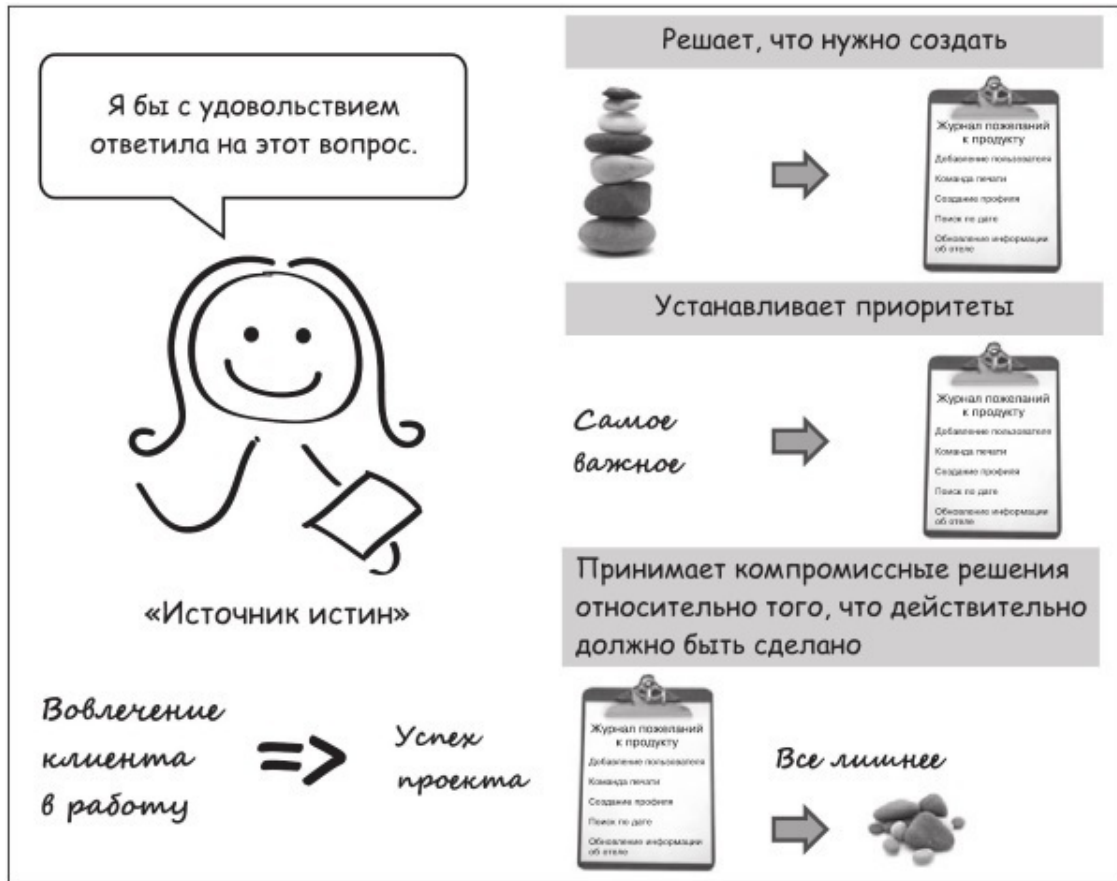 Я бы с удовольствием
ответила на этот вопрос.
«Источник истин»
Вовлечение
клиента
в работу
Успех
проекта
Решает, что нужно создать
Журнал пожеланий
к продукту
Добавление пользователя
Команда печати
Создание профиля
Поиск по дате
Обновление информации
об отеле
Устанавливает приоритеты
Самое
важное
Журнал пожеланий
к продукту
Добавление пользователя
Команда печати
Создание профиля
Поиск по дате
Обновление информации
об отеле
Принимает компромиссные решения
относительно того, что действительно
должно быть сделано
Журнал пожеланий
к продукту
Добавление пользователя
Команда печати
Создание профиля
Поиск по дате
Обновление информации
об отеле
Все лишнее